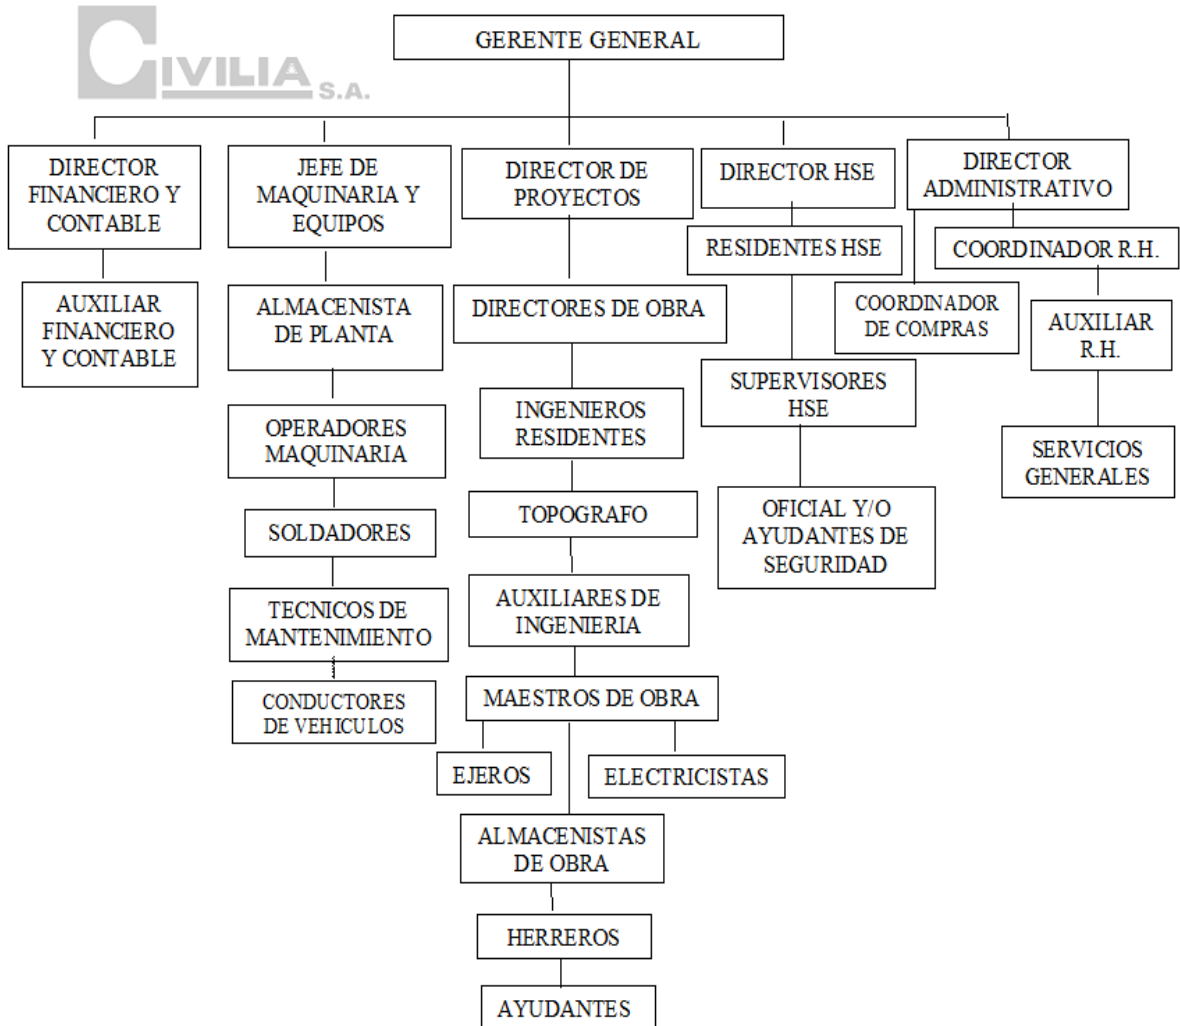 CIVILIA S.A.
GERENTE GENERAL
DIRECTOR
FINANCIERO Y
CONTABLE
AUXILIAR
FINANCIERO
Y CONTABLE
JEFE DE
MAQUINARIA Y
EQUIPOS
ALMACENISTA
DE PLANTA
OPERADORES
MAQUINARIA
SOLDADORES
TECNICOS DE
MANTENIMIENTO
CONDUCTORES
DE VEHICULOS
DIRECTOR DE
PROYECTOS
DIRECTORES DE OBRA
INGENIEROS
RESIDENTES
TOPOGRAFO
AUXILIARES DE
INGENIERIA
MAESTROS DE OBRA
EJEROS
ELECTRICISTAS
ALMACENISTAS
DE OBRA
HERREROS
AYUDANTES
DIRECTOR HSE
RESIDENTES HSE
SUPERVISORES
HSE
OFICIAL Y/O
AYUDANTES DE
SEGURIDAD
DIRECTOR
ADMINISTRATIVO
COORDINADOR
DE COMPRAS
COORDINADOR R.H.
AUXILIAR
R.H.
SERVICIOS
GENERALES